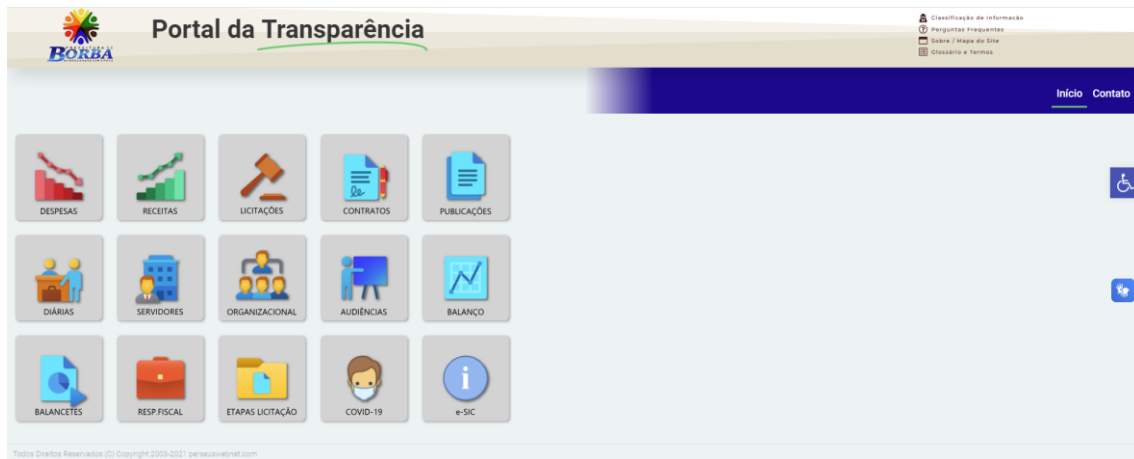 Portal da Transparência
BORBA
Classificação de Informacão
Perguntas Frequentes
Sobre / Mapa do Site
Glossário e Termos
Início Contato
DESPESAS RECEITAS LICITAÇÕES CONTRATOS PUBLICAÇÕES
DIÁRIAS SERVIDORES ORGANIZACIONAL AUDIÊNCIAS BALANÇO
BALANCETES RESP.FISCAL ETAPAS LICITAÇÃO COVID-19 e-SIC
Todos Direitos Reservados (C) Copyright 2003-2021 perseuswebnet.com